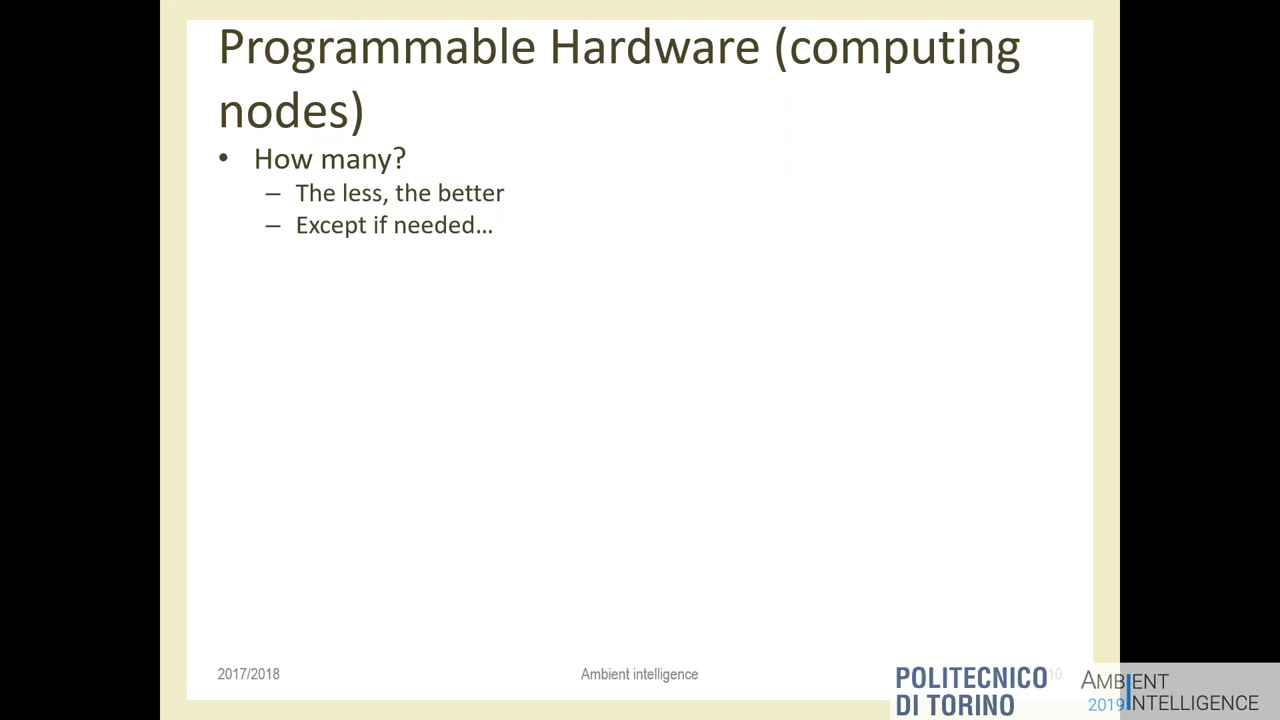 Programmable Hardware (computing
nodes)
• How many?
– The less, the better
– Except if needed…
2017/2018
Ambient intelligence
10
POLITECNICO
DI TORINO
AMBIENT
2019 INTELLIGENCE